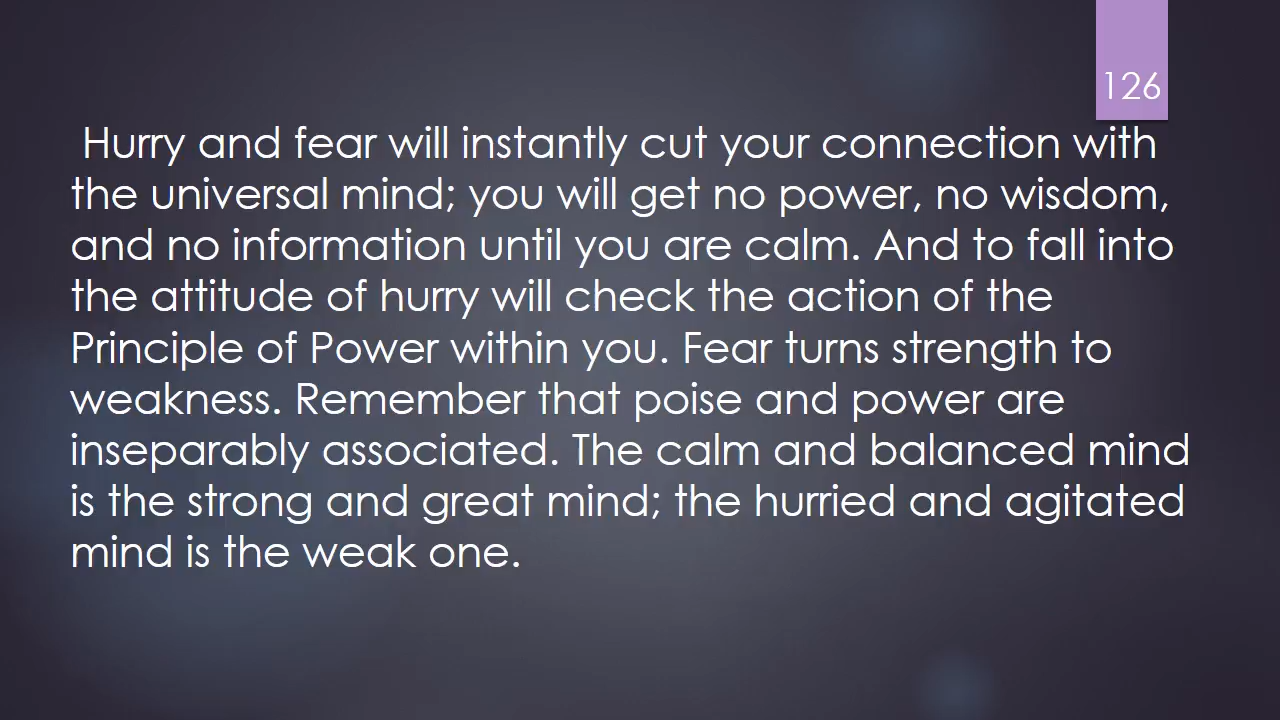 126
Hurry and fear will instantly cut your connection with
the universal mind; you will get no power, no wisdom,
and no information until you are calm. And to fall into
the attitude of hurry will check the action of the
Principle of Power within you. Fear turns strength to
weakness. Remember that poise and power are
inseparably associated. The calm and balanced mind
is the strong and great mind; the hurried and agitated
mind is the weak one.